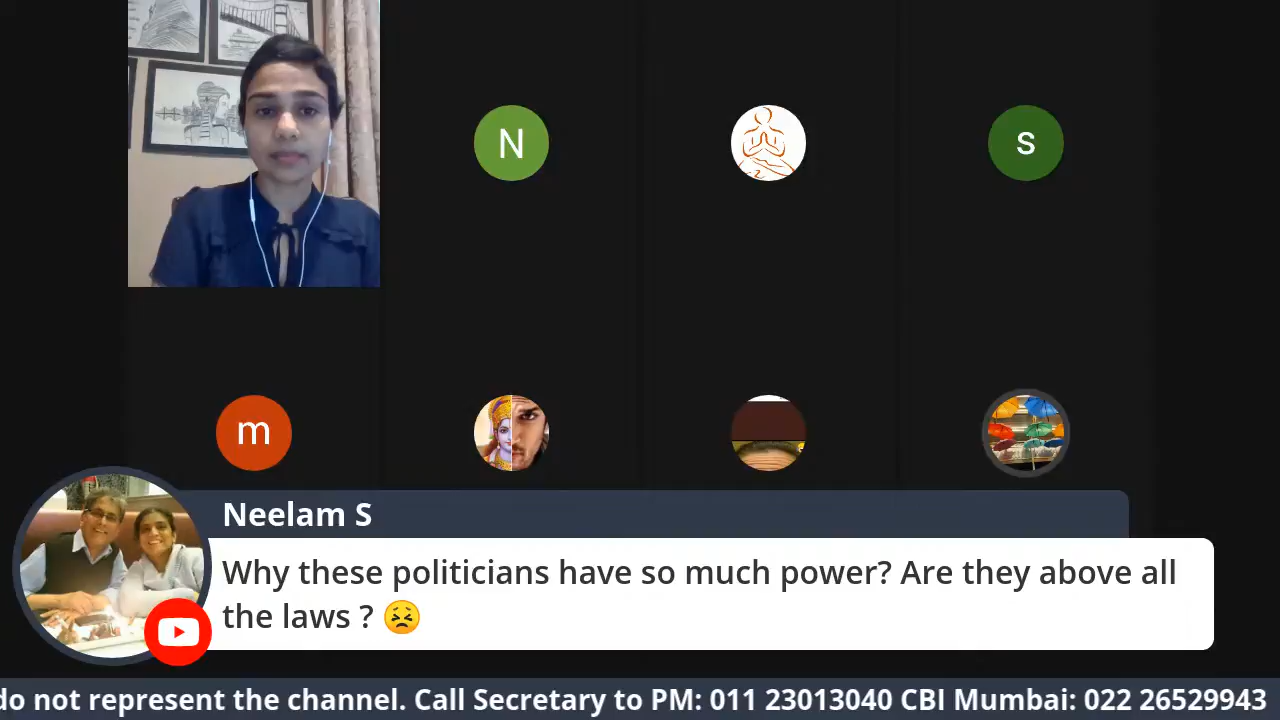 N
s
m
Neelam S
Why these politicians have so much power? Are they above all
the laws ? 😣
do not represent the channel. Call Secretary to PM: 011 23013040 CBI Mumbai: 022 26529943